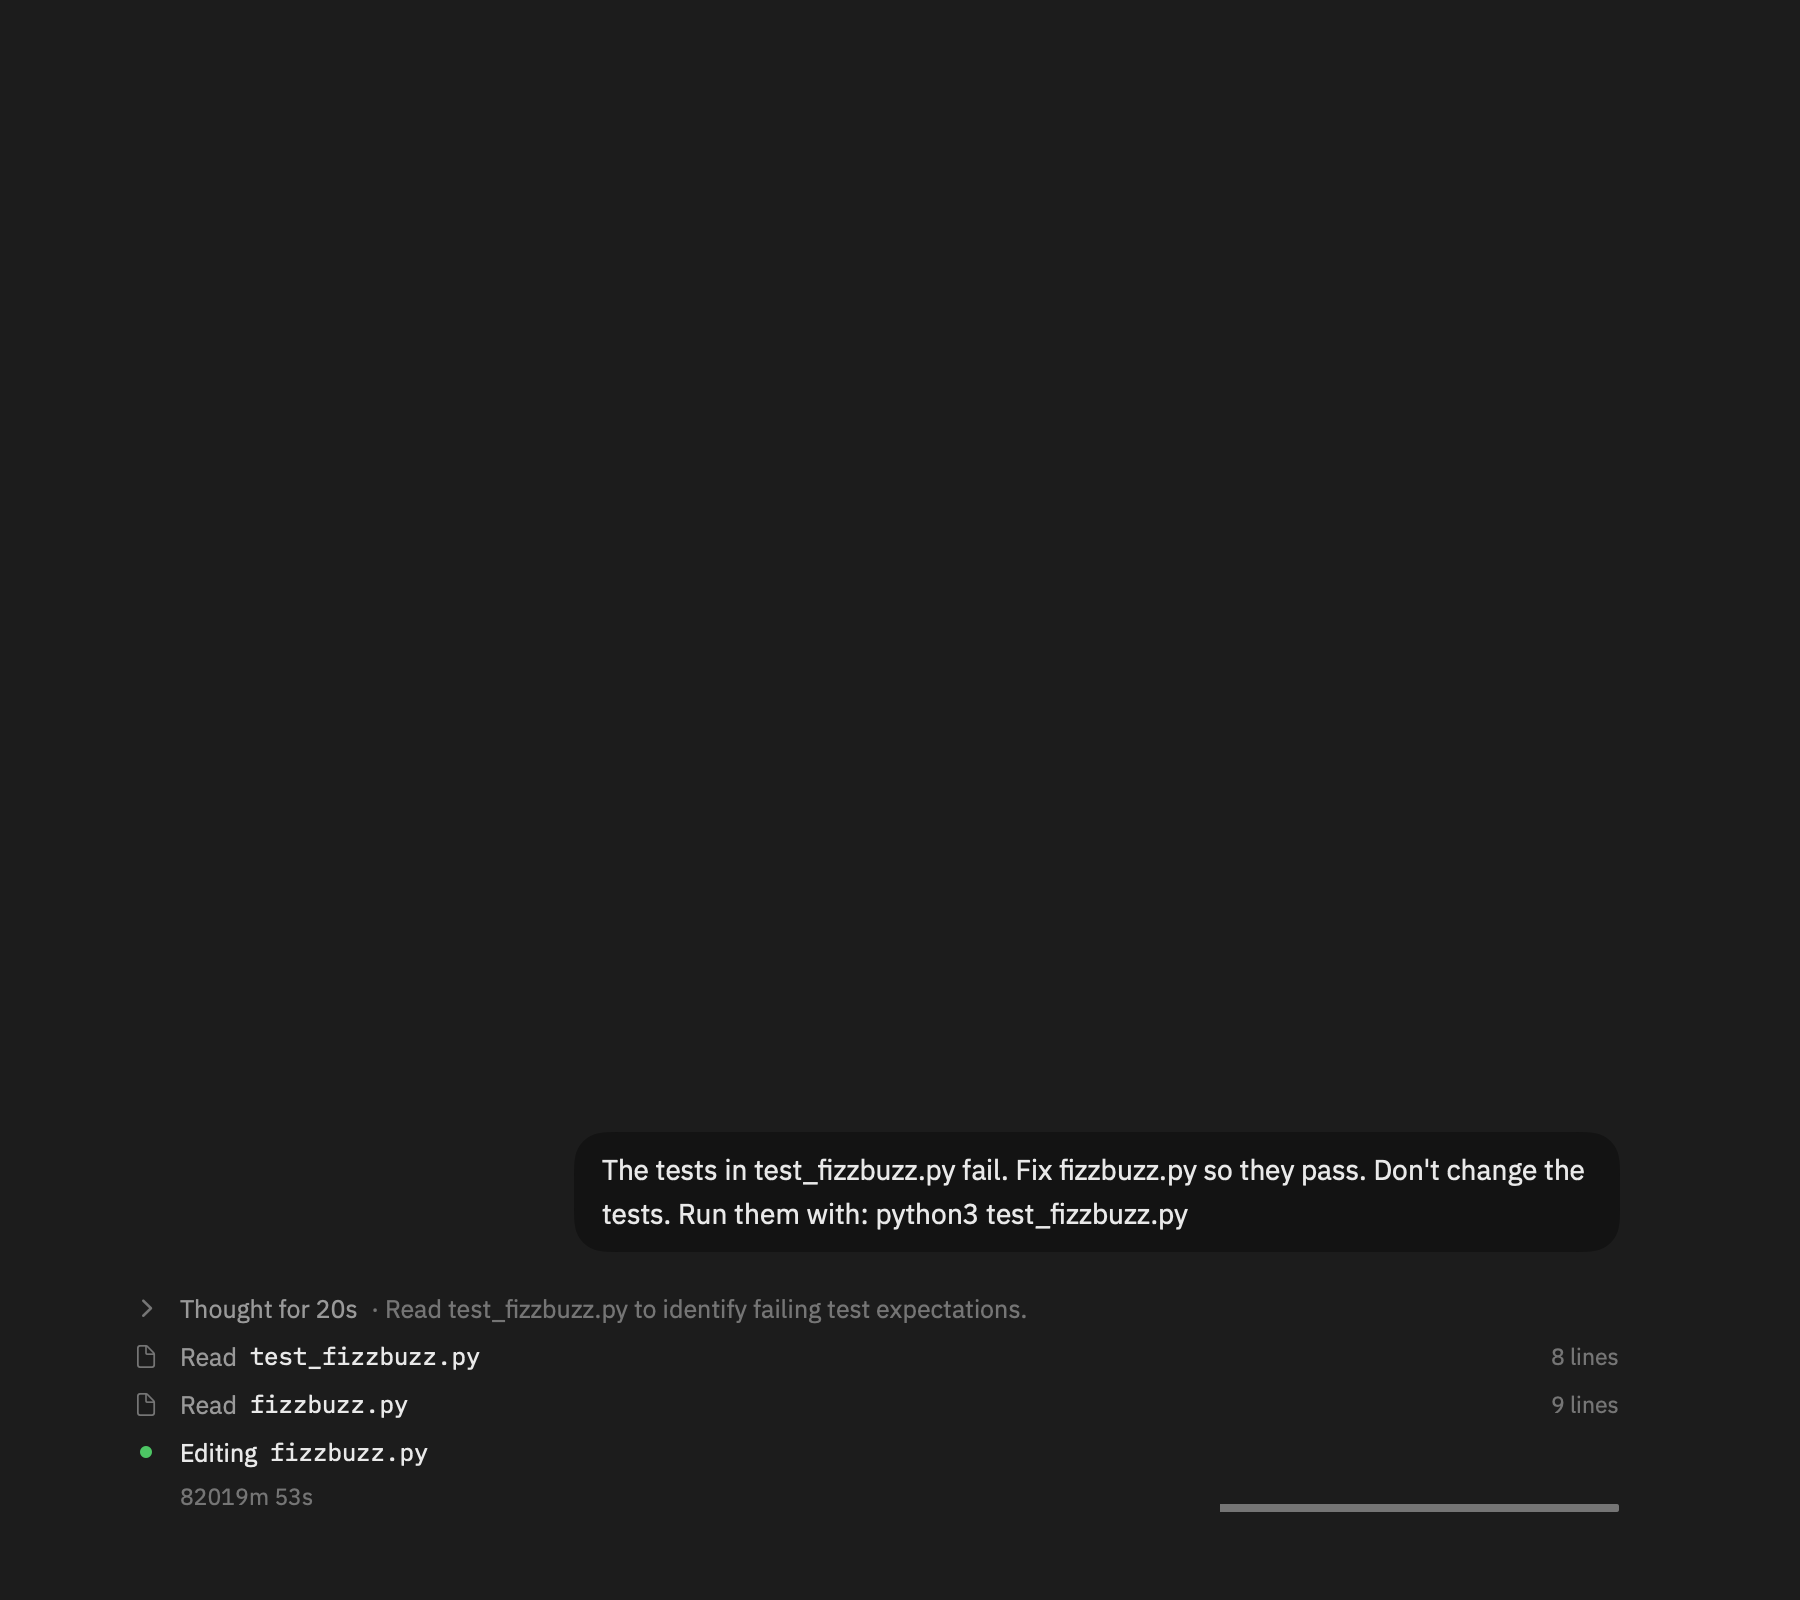 The tests in test_fizzbuzz.py fail. Fix fizzbuzz.py so they pass. Don't change the
tests. Run them with: python3 test_fizzbuzz.py
Thought for 20s · Read test_fizzbuzz.py to identify failing test expectations.
Read test_fizzbuzz.py 8 lines
Read fizzbuzz.py 9 lines
Editing fizzbuzz.py
82019m 53s